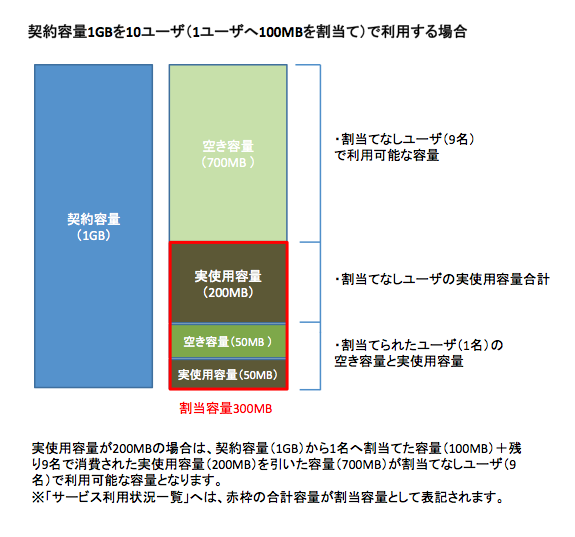 契約容量1GBを10ユーザ（1ユーザへ100MBを割当て）で利用する場合
契約容量
（1GB）
空き容量
（700MB ）
・割当てなしユーザ（9名）
で利用可能な容量
実使用容量
（200MB）
・割当てなしユーザの実使用容量合計
空き容量（50MB ）
実使用容量（50MB）
・割当てられたユーザ（1名）の
空き容量と実使用容量
割当容量300MB
実使用容量が200MBの場合は、契約容量（1GB）から1名へ割当てた容量（100MB）＋残
り9名で消費された実使用容量（200MB）を引いた容量（700MB）が割当てなしユーザ（9
名）で利用可能な容量となります。
※「サービス利用状況一覧」へは、赤枠の合計容量が割当容量として表記されます。